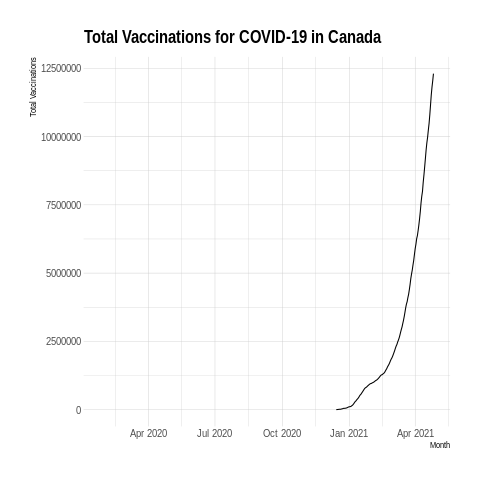 Total Vaccinations for COVID-19 in Canada
Total Vaccinations
12500000
10000000
7500000
5000000
2500000
0
Apr 2020 Jul 2020 Oct 2020 Jan 2021 Apr 2021
Month